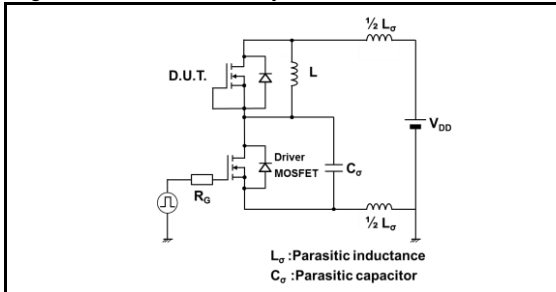 ½ Lσ
D.U.T.
L
VDD
Driver
MOSFET
Cσ
RG
½ Lσ
Lσ :Parasitic inductance
Cσ :Parasitic capacitor